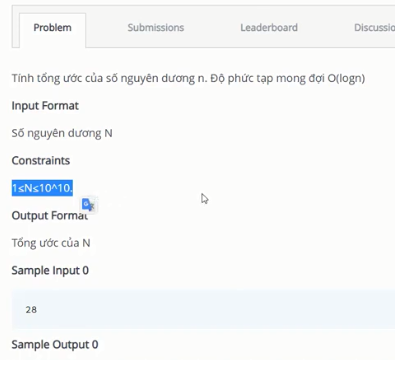 Problem Submissions Leaderboard Discussio
Tính tổng ước của số nguyên dương n. Độ phức tạp mong đợi O(logn)
Input Format
Số nguyên dương N
Constraints
1≤N≤10^10.
Output Format
Tổng ước của N
Sample Input 0
28
Sample Output 0